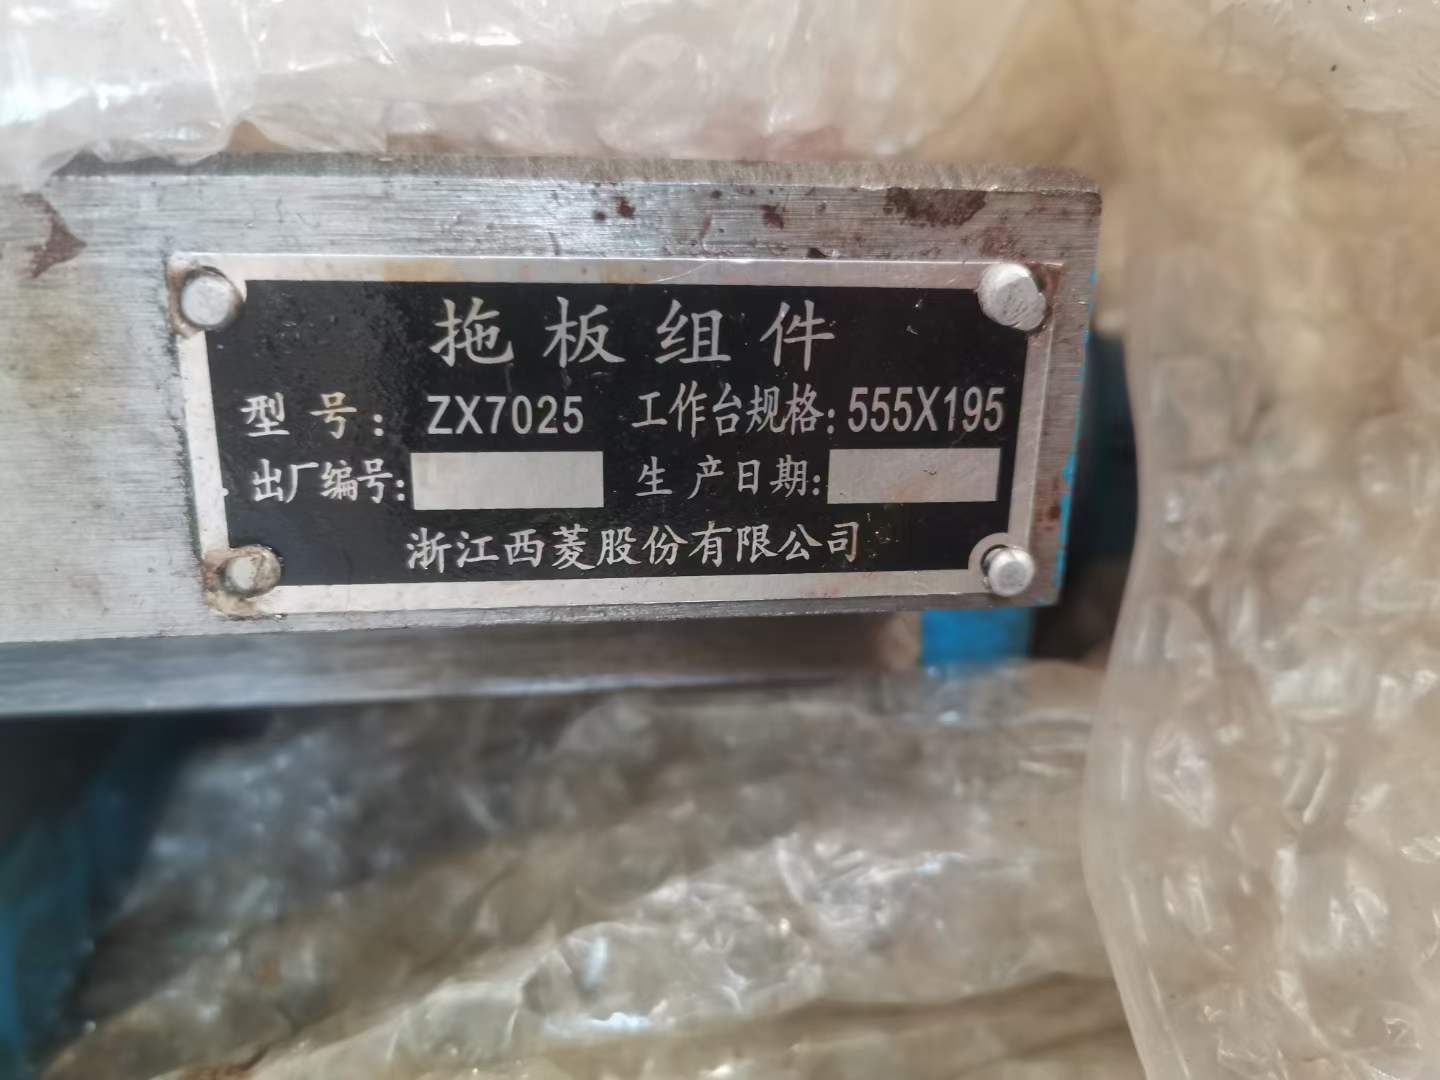 拖板组件
型号: ZX7025 工作台规格: 555X195
出厂编号: 生产日期:
浙江西菱股份有限公司